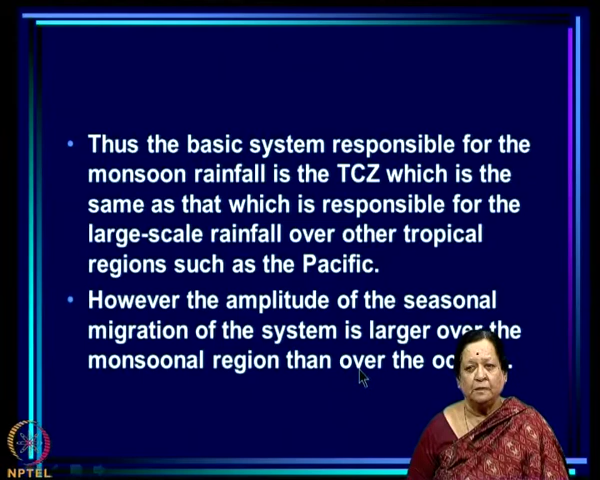 Thus the basic system responsible for the
monsoon rainfall is the TCZ which is the
same as that which is responsible for the
large-scale rainfall over other tropical
regions such as the Pacific.
However the amplitude of the seasonal
migration of the system is larger over the
monsoonal region than over the
NPTEL